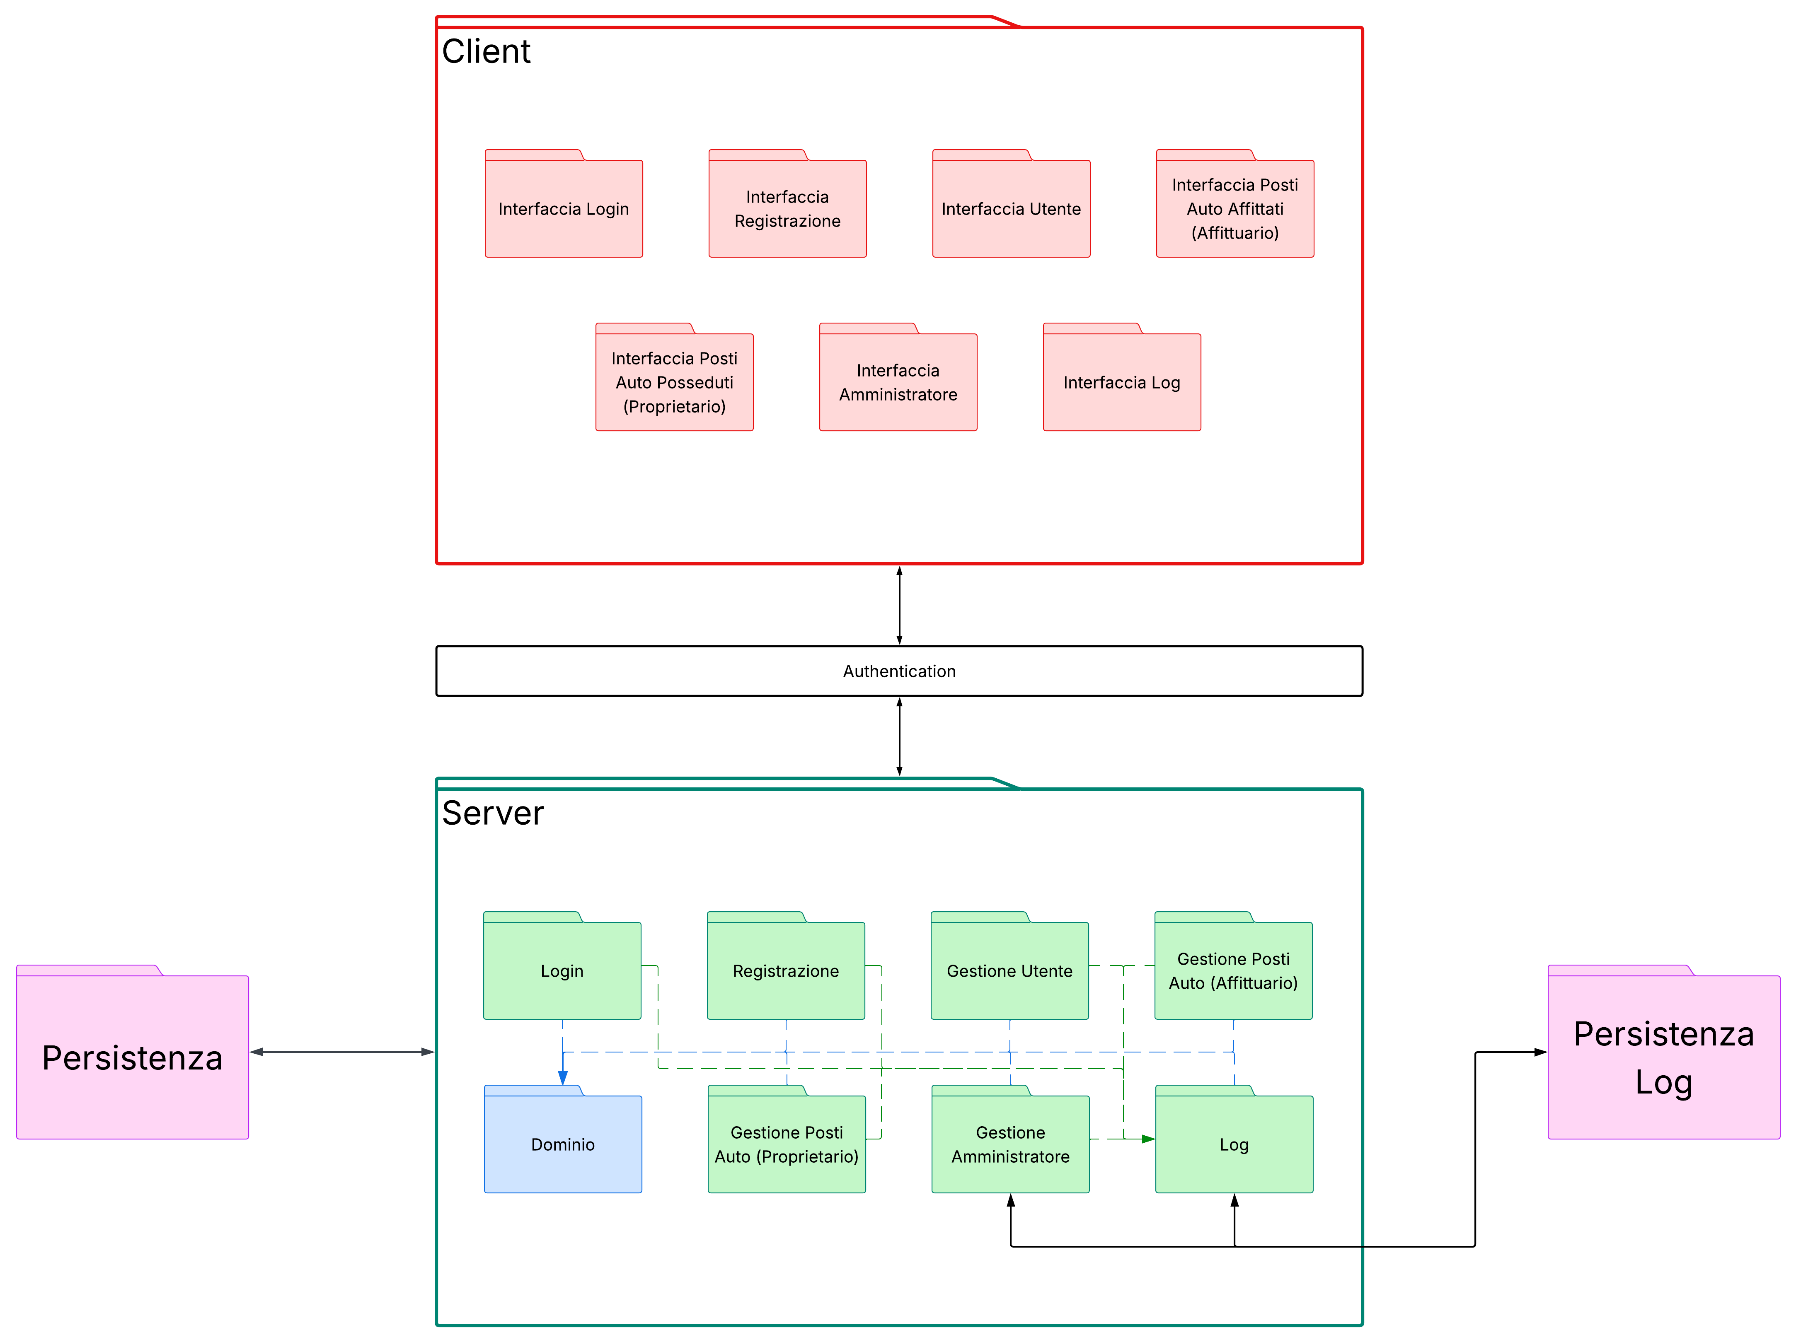 Client
Interfaccia Login
Interfaccia
Registrazione
Interfaccia Utente
Interfaccia Posti
Auto Affittati
(Affittuario)
Interfaccia Posti
Auto Posseduti
(Proprietario)
Interfaccia
Amministratore
Interfaccia Log
Authentication
Server
Login
Registrazione
Gestione Utente
Gestione Posti
Auto (Affittuario)
Persistenza
Dominio
Gestione Posti
Auto (Proprietario)
Gestione
Amministratore
Log
Persistenza
Log